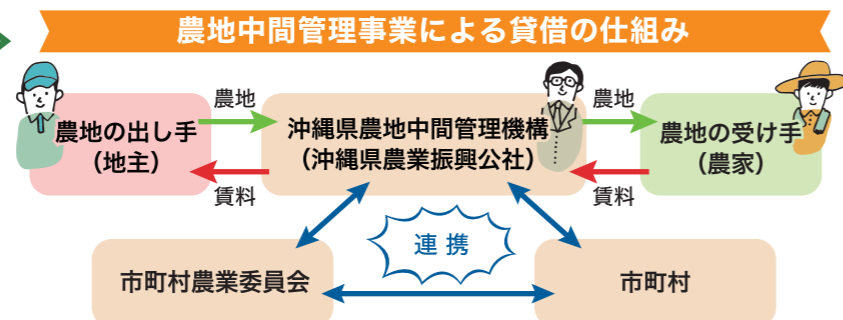 農地中間管理事業による貸借の仕組み
農地
農地
農地の出し手
（地主）
沖縄県農地中間管理機構
（沖縄県農業振興公社）
農地の受け手
（農家）
賃料
賃料
連携
市町村農業委員会
市町村